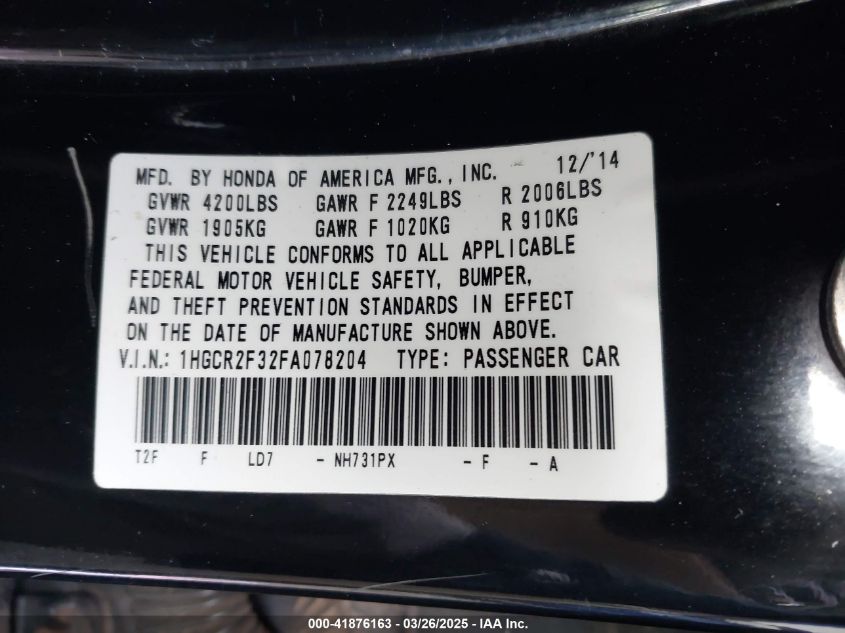 MFD. BY HONDA OF AMERICA MFG., INC. 12/'14
GVWR 4200LBS GAWR F 2249LBS R 2006LBS
GVWR 1905KG GAWR F 1020KG R 910KG
THIS VEHICLE CONFORMS TO ALL APPLICABLE
FEDERAL MOTOR VEHICLE SAFETY, BUMPER,
AND THEFT PREVENTION STANDARDS IN EFFECT
ON THE DATE OF MANUFACTURE SHOWN ABOVE.
V.I.N.: 1HGCR2F32FA078204 TYPE: PASSENGER CAR
T2F F LD7 - NH731PX - F - A
000-41876163 - 03/26/2025 - IAA Inc.